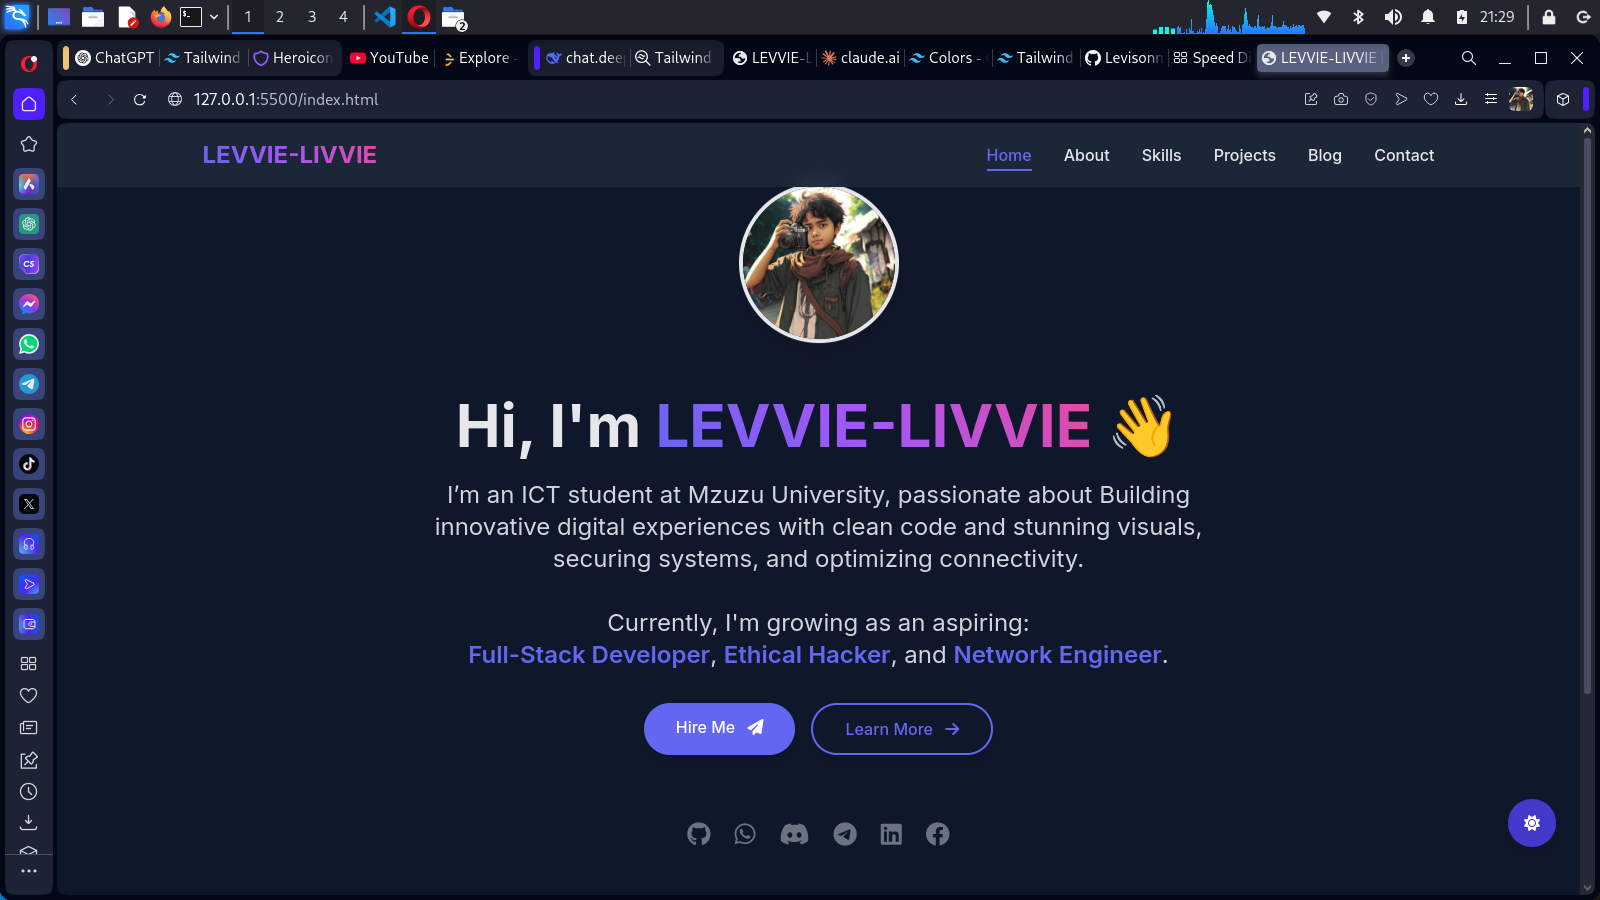 1 2 3 4 21:29
ChatGPT Tailwind Heroicon YouTube Explore - chat.dee Tailwind LEVVIE-L claude.ai Colors - Tailwind Levisonn Speed Di LEVVIE-LIVVIE
127.0.0.1:5500/index.html
LEVVIE-LIVVIE Home About Skills Projects Blog Contact
CS
Hi, I'm LEVVIE-LIVVIE 👋
I’m an ICT student at Mzuzu University, passionate about Building
innovative digital experiences with clean code and stunning visuals,
securing systems, and optimizing connectivity.
Currently, I'm growing as an aspiring:
Full-Stack Developer, Ethical Hacker, and Network Engineer.
Hire Me Learn More →